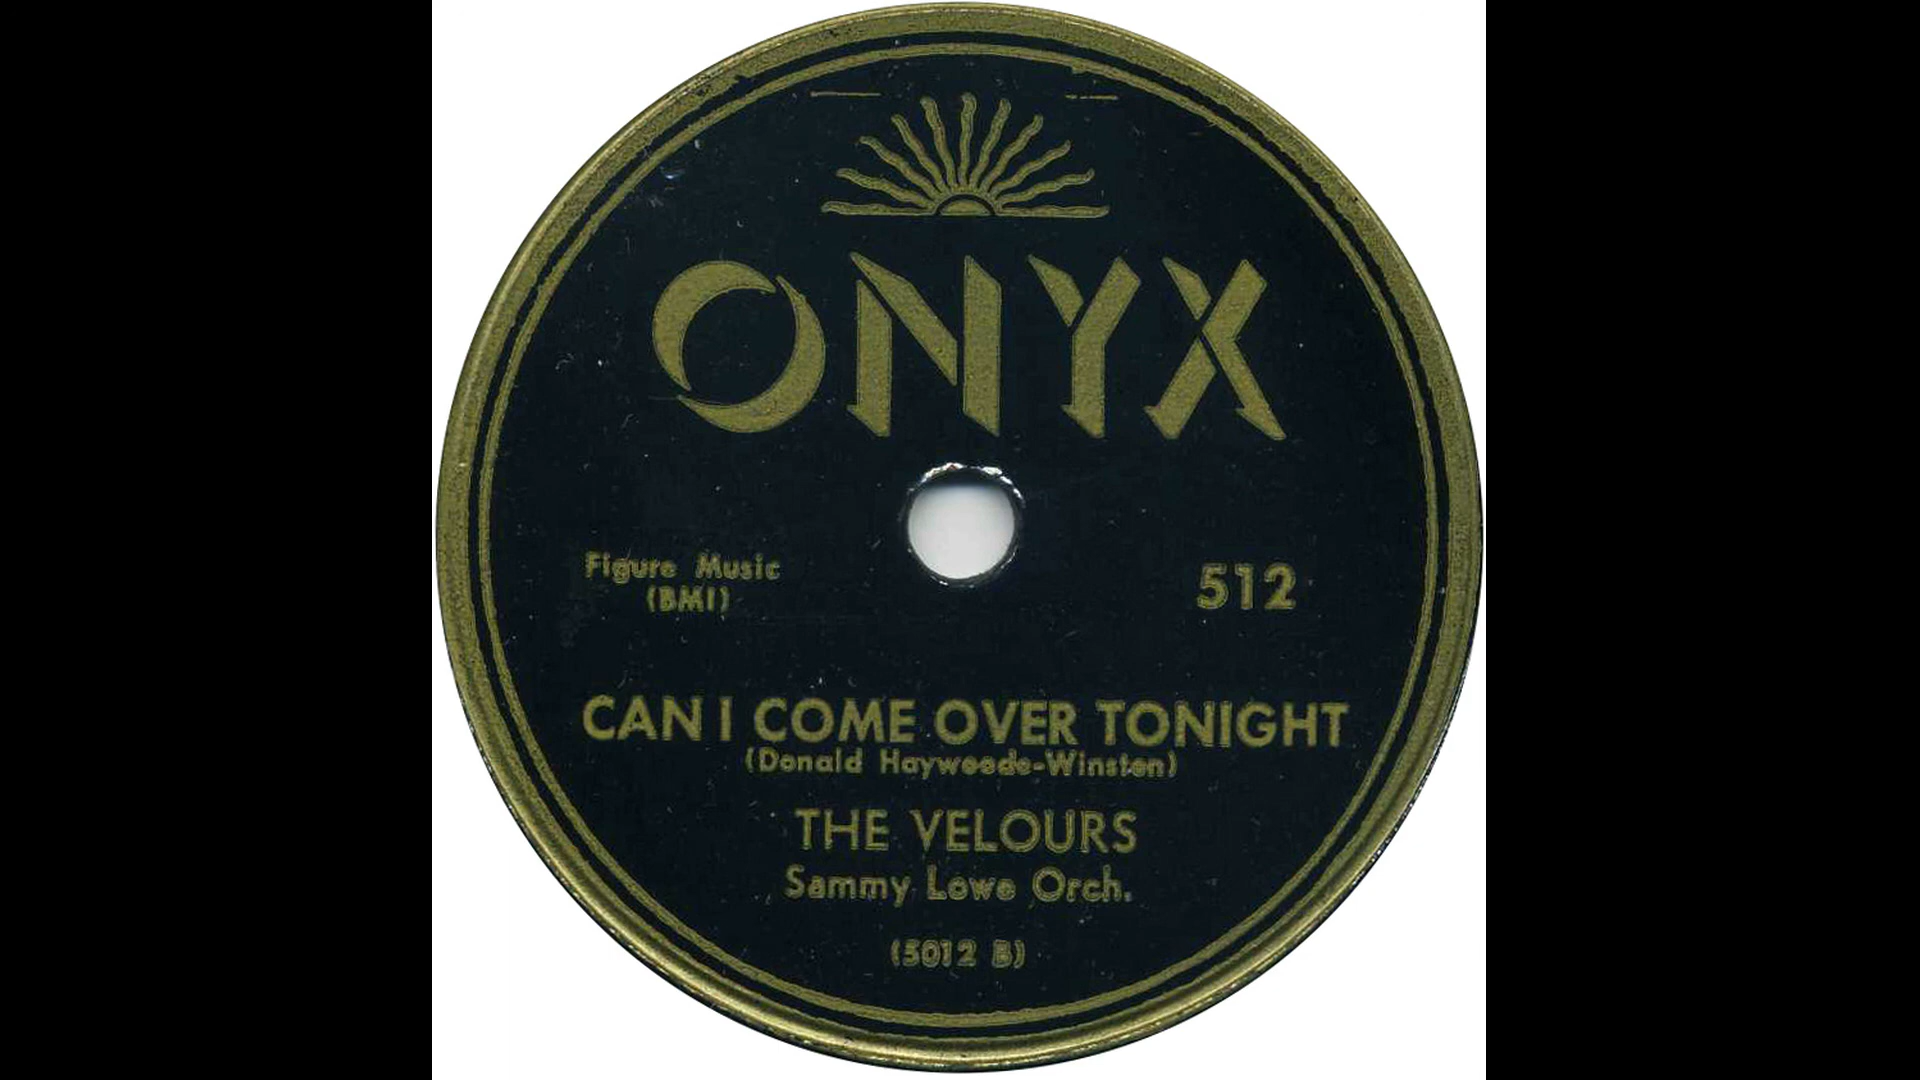 ONYX
Figure Music
(BMI)
512
CAN I COME OVER TONIGHT
(Donald Haywoode-Winston)
THE VELOURS
Sammy Lowe Orch.
(5012 B)